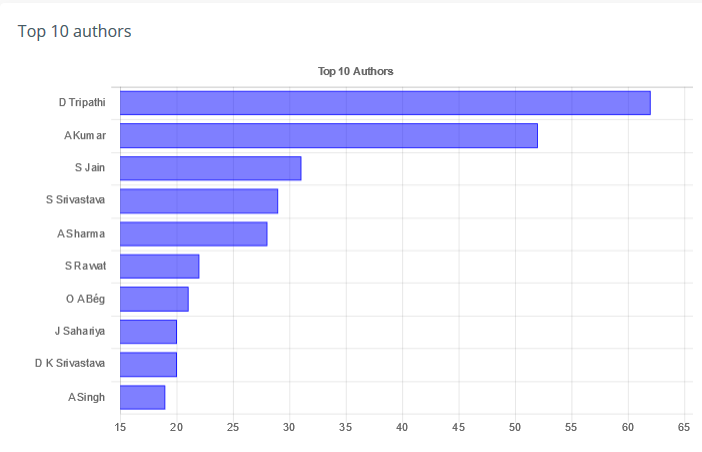 Top 10 authors
Top 10 Authors
D Tripathi
A Kumar
S Jain
S Srivastava
A Sharma
S Rawat
O A Bég
J Sahariya
D K Srivastava
A Singh
15 20 25 30 35 40 45 50 55 60 65